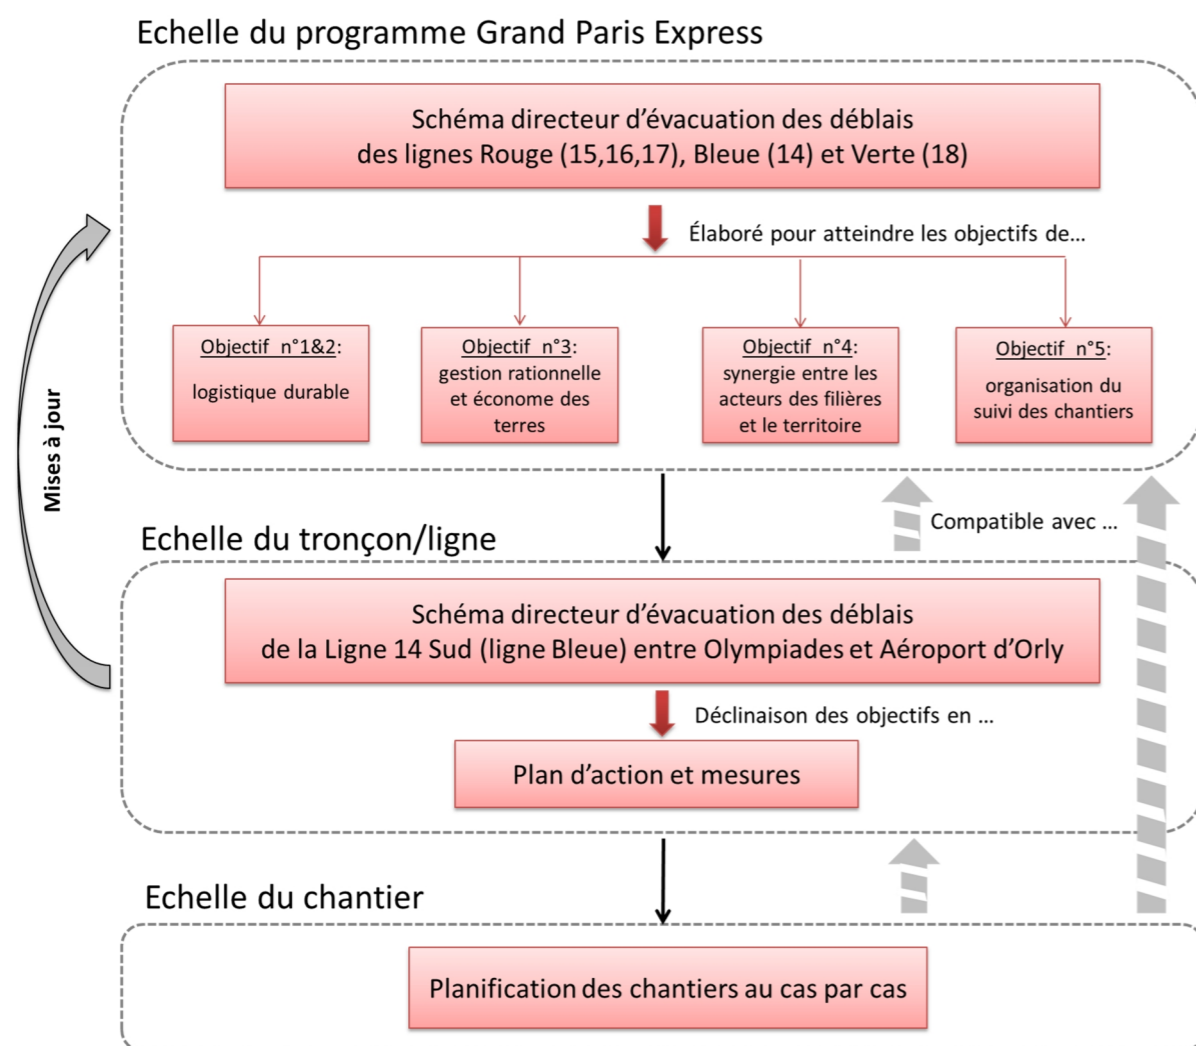 Echelle du programme Grand Paris Express
Schéma directeur d’évacuation des déblais
des lignes Rouge (15,16,17), Bleue (14) et Verte (18)
Élaboré pour atteindre les objectifs de…
Objectif n°1&2:
logistique durable
Objectif n°3:
gestion rationnelle
et économe des
terres
Objectif n°4:
synergie entre les
acteurs des filières
et le territoire
Objectif n°5:
organisation du
suivi des chantiers
Mises à jour
Compatible avec …
Echelle du tronçon/ligne
Schéma directeur d’évacuation des déblais
de la Ligne 14 Sud (ligne Bleue) entre Olympiades et Aéroport d’Orly
Déclinaison des objectifs en …
Plan d’action et mesures
Echelle du chantier
Planification des chantiers au cas par cas